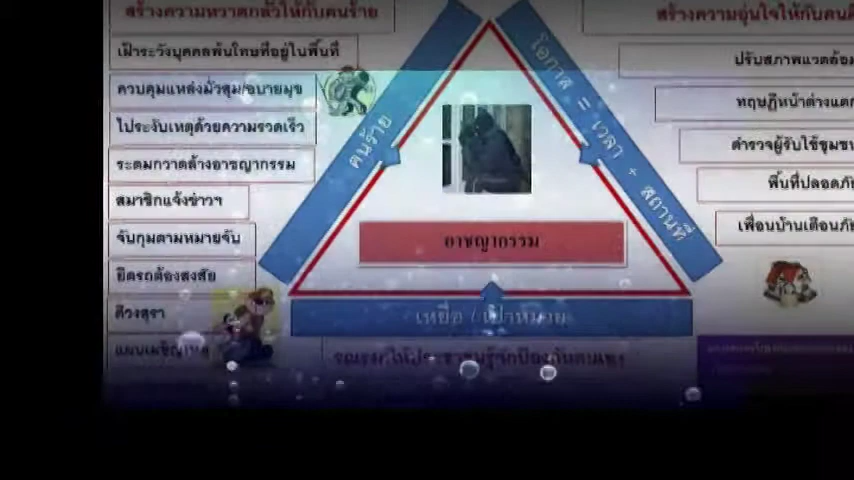 สร้างความหวาดกลัวให้กับคนร้าย
เฝ้าระวังบุคคลพ้นโทษที่อยู่ในพื้นที่
ควบคุมแหล่งมั่วสุม/อบายมุข
ไประงับเหตุด้วยความรวดเร็ว
ระดมกวาดล้างอาชญากรรม
สมาชิกแจ้งข่าวฯ
จับกุมตามหมายจับ
ยึดรถต้องสงสัย
คนร้าย
โอกาส = เวลา + สถานที่
อาชญากรรม
เหยื่อ / เป้าหมาย
สร้างความอุ่นใจให้กับ
ปรับสภาพแวดล้อม
ทฤษฎีหน้าต่างแตก
ตำรวจผู้รับใช้ชุมชน
พื้นที่ปลอดภัย
เพื่อนบ้านเตือนภัย